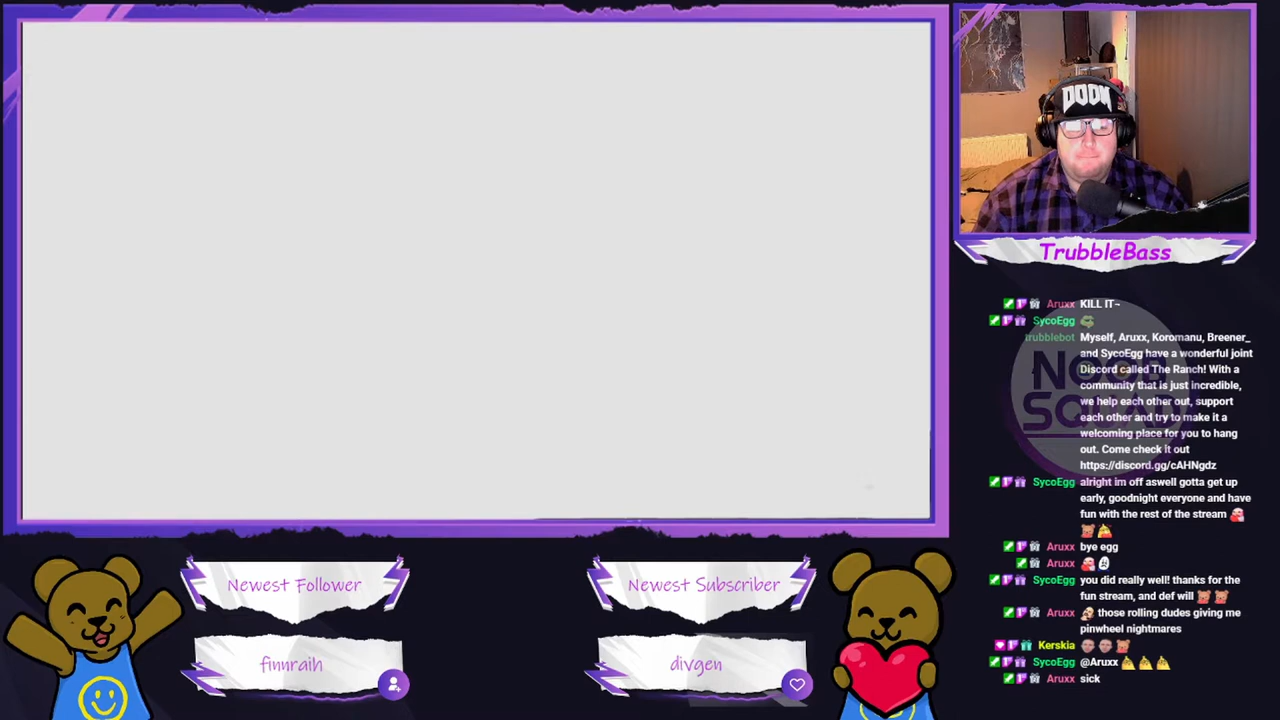 DOOM
TrubbleBass
Aruxx KILL IT~
SycoEgg
trubblebot Myself, Aruxx, Koromanu, Breener_
and SycoEgg have a wonderful joint
Discord called The Ranch! With a
community that is just incredible,
we help each other out, support
each other and try to make it a
welcoming place for you to hang
out. Come check it out
https://discord.gg/cAHNgdz
NOOB
SQUAD
SycoEgg alright im off aswell gotta get up
early, goodnight everyone and have
fun with the rest of the stream
Aruxx bye egg
Aruxx
SycoEgg you did really well! thanks for the
fun stream, and def will
Aruxx those rolling dudes giving me
pinwheel nightmares
Kerskia
SycoEgg @Aruxx
Aruxx sick
Newest Follower
finnraih
Newest Subscriber
divgen